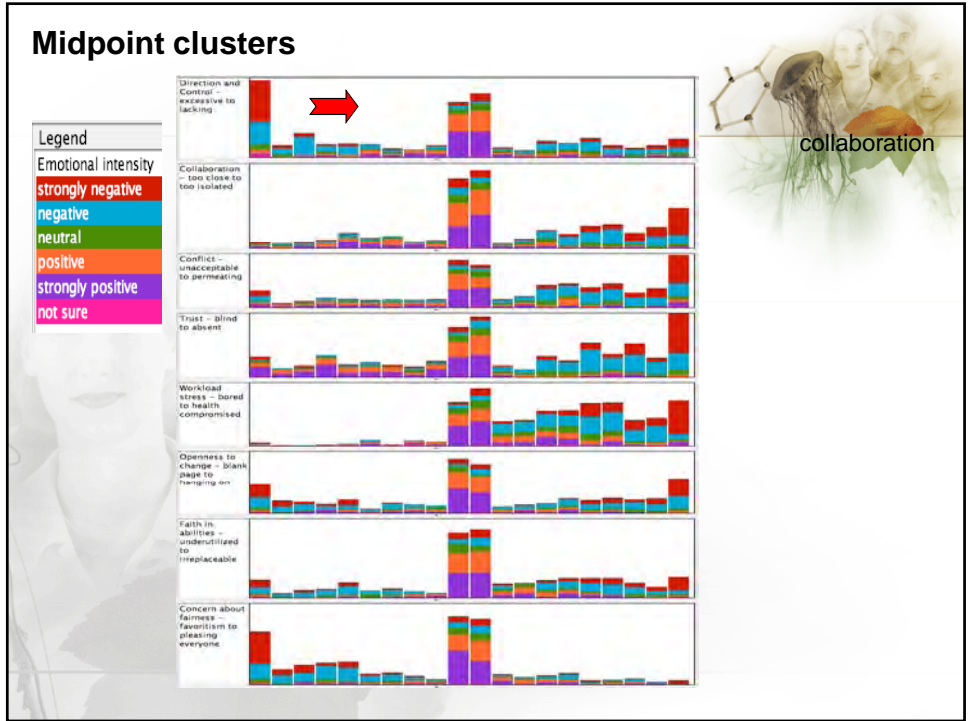 Midpoint clusters
collaboration
Legend
Emotional intensity
strongly negative
negative
neutral
positive
strongly positive
not sure
Direction and
Control –
excessive to
lacking
Collaboration
– too close to
too isolated
Conflict –
unacceptable
to permeating
Trust – blind
to absent
Workload
stress – bored
to health
compromised
Openness to
change – blank
page to
hanging on
Faith in
abilities –
underutilized
to
irreplaceable
Concern about
fairness –
favoritism to
pleasing
everyone